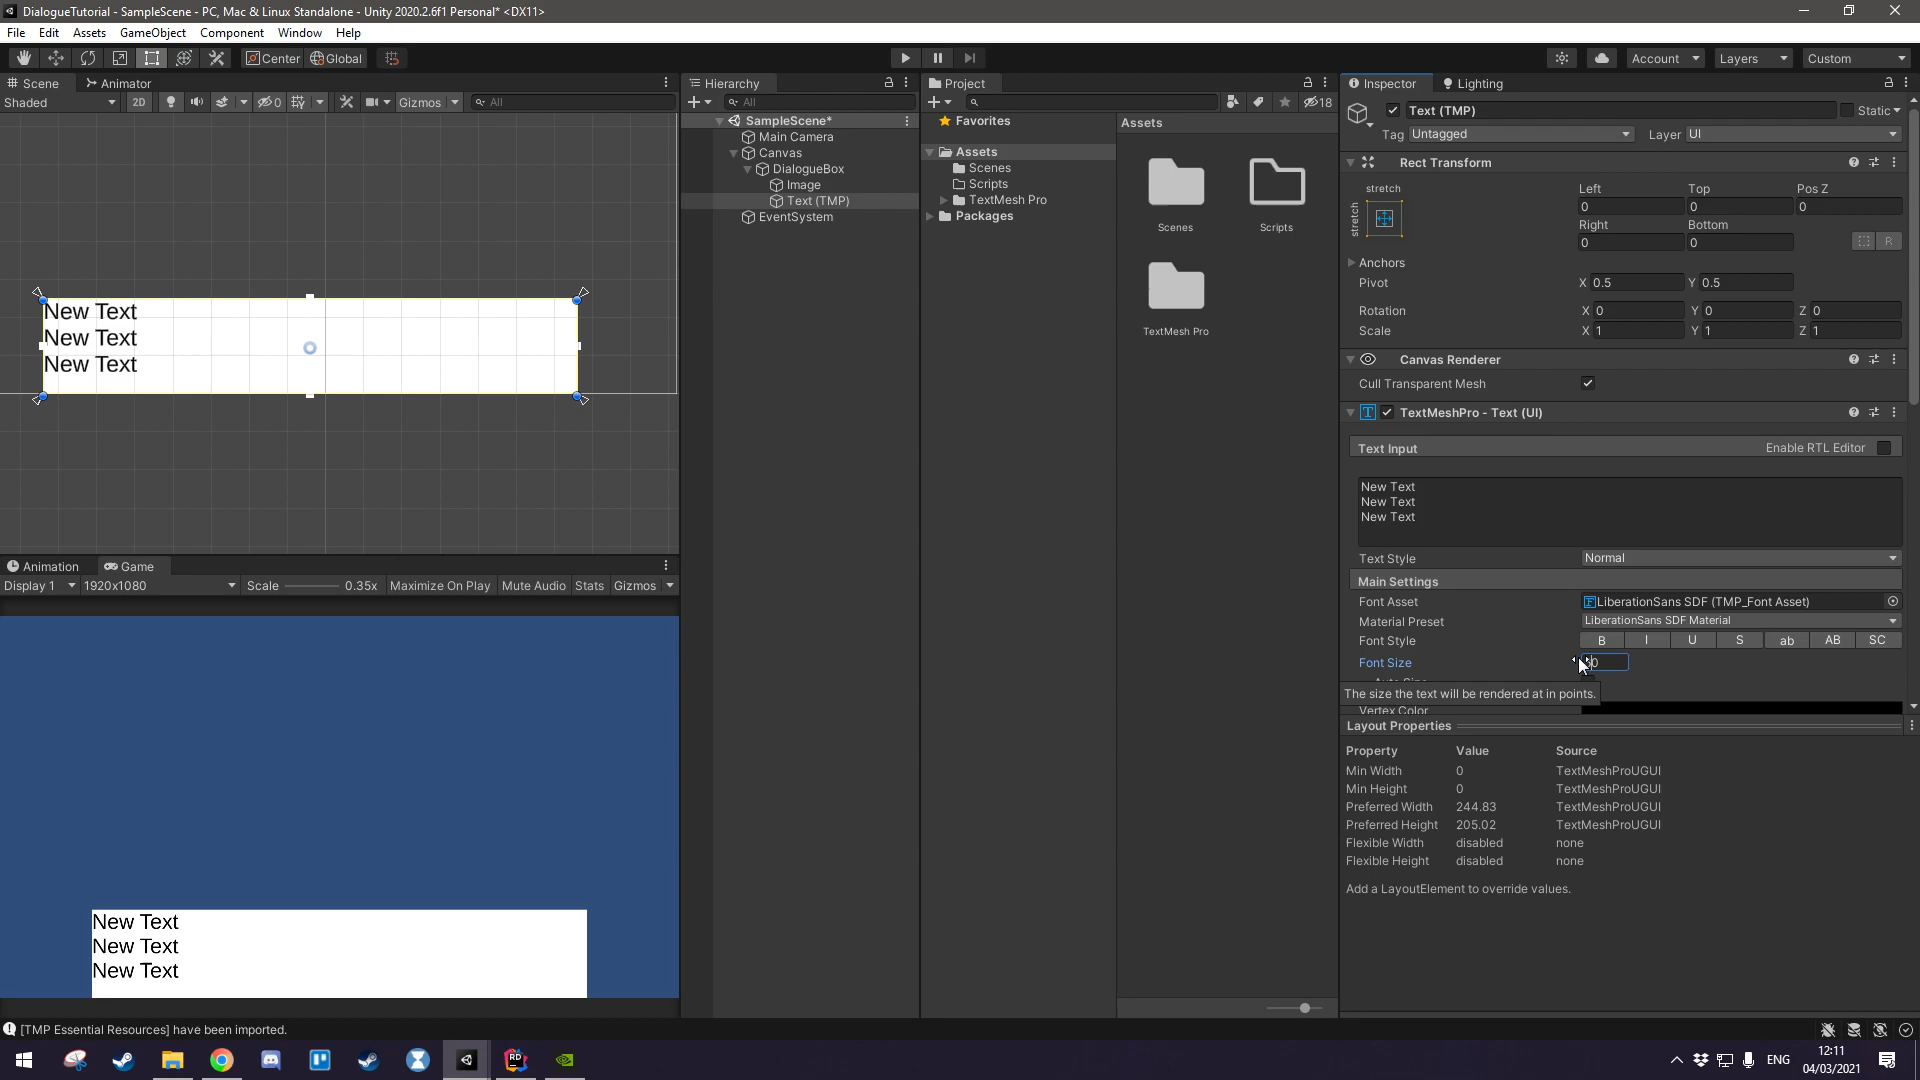 DialogueTutorial - SampleScene - PC, Mac & Linux Standalone - Unity 2020.2.6f1 Personal* <DX11>
File Edit Assets GameObject Component Window Help
Center Global Account Layers Custom
Scene Animator
Shaded 2D 0 Gizmos All
New Text
New Text
New Text
Animation Game
Display 1 1920x1080 Scale 0.35x Maximize On Play Mute Audio Stats Gizmos
New Text
New Text
New Text
Hierarchy
All
SampleScene*
Main Camera
Canvas
DialogueBox
Image
Text (TMP)
EventSystem
Project
18
Favorites
Assets
Scenes
Scripts
TextMesh Pro
Packages
Assets
Scenes
Scripts
TextMesh Pro
Inspector Lighting
Text (TMP) Static
Tag Untagged Layer UI
Rect Transform
stretch
stretch
Left Top Pos Z
0 0 0
Right Bottom
0 0
R
Anchors
Pivot X 0.5 Y 0.5
Rotation X 0 Y 0 Z 0
Scale X 1 Y 1 Z 1
Canvas Renderer
Cull Transparent Mesh
TextMeshPro - Text (UI)
Text Input Enable RTL Editor
New Text
New Text
New Text
Text Style Normal
Main Settings
Font Asset LiberationSans SDF (TMP_Font Asset)
Material Preset LiberationSans SDF Material
Font Style B I U S ab AB SC
Font Size
The size the text will be rendered at in points.
Vertex Color
Layout Properties
Property Value Source
Min Width 0 TextMeshProUGUI
Min Height 0 TextMeshProUGUI
Preferred Width 244.83 TextMeshProUGUI
Preferred Height 205.02 TextMeshProUGUI
Flexible Width disabled none
Flexible Height disabled none
Add a LayoutElement to override values.
[TMP Essential Resources] have been imported.
RD
ENG
12:11
04/03/2021